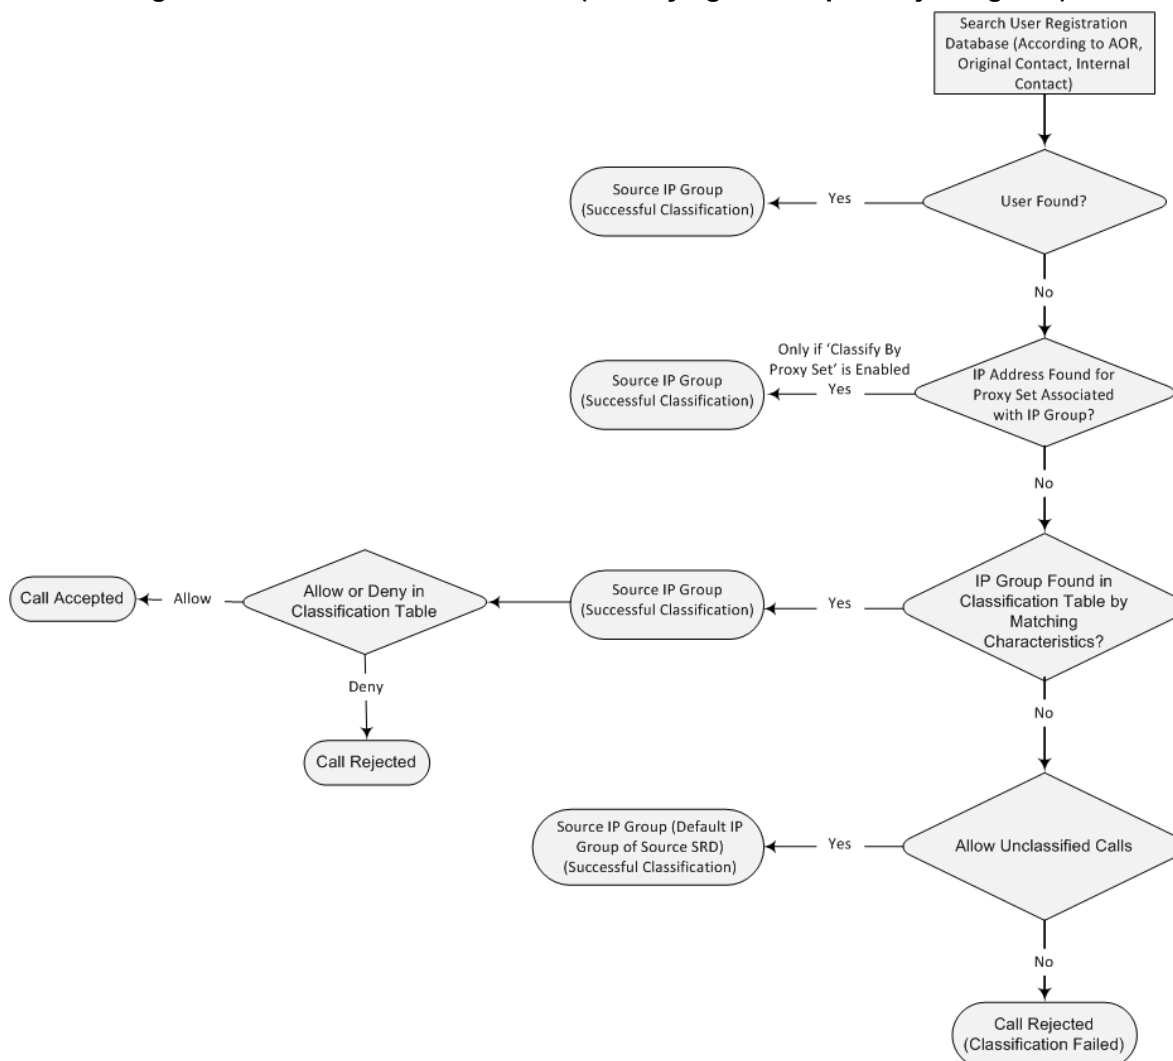 Search User Registration
Database (According to AOR,
Original Contact, Internal
Contact)
User Found?
Yes
Source IP Group
(Successful Classification)
No
IP Address Found for
Proxy Set Associated
with IP Group?
Only if ‘Classify By
Proxy Set’ is Enabled
Yes
Source IP Group
(Successful Classification)
No
IP Group Found in
Classification Table by
Matching
Characteristics?
Yes
Source IP Group
(Successful Classification)
Allow or Deny in
Classification Table
Allow
Call Accepted
Deny
Call Rejected
No
Allow Unclassified Calls
Yes
Source IP Group (Default IP
Group of Source SRD)
(Successful Classification)
No
Call Rejected
(Classification Failed)